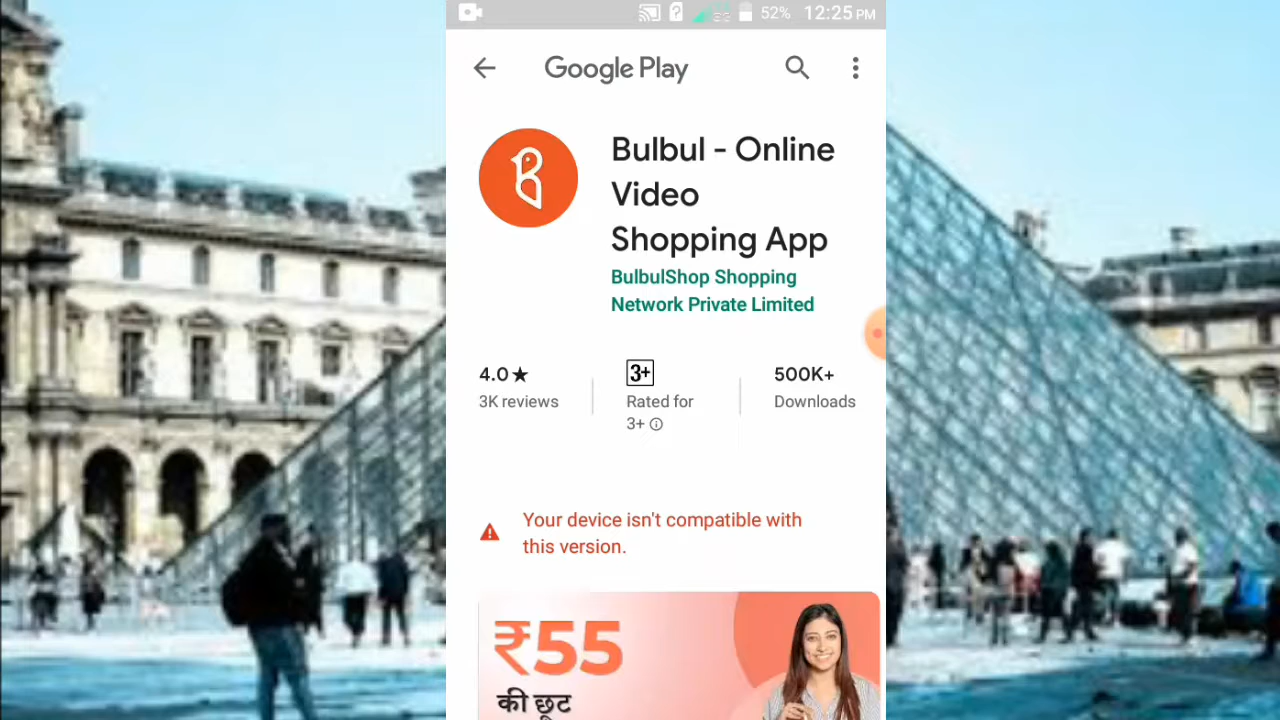 52% 12:25 PM
Google Play
Bulbul - Online
Video
Shopping App
BulbulShop Shopping
Network Private Limited
4.0★
3K reviews
3+
Rated for
3+
500K+
Downloads
Your device isn't compatible with
this version.
₹55
की छूट